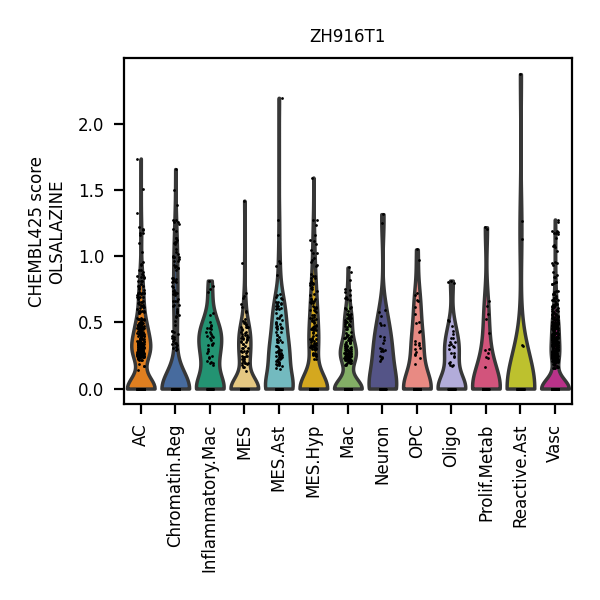 ZH916T1
CHEMBL425 score
OLSALAZINE
2.0
1.5
1.0
0.5
0.0
AC
Chromatin.Reg
Inflammatory.Mac
MES
MES.Ast
MES.Hyp
Mac
Neuron
OPC
Oligo
Prolif.Metab
Reactive.Ast
Vasc